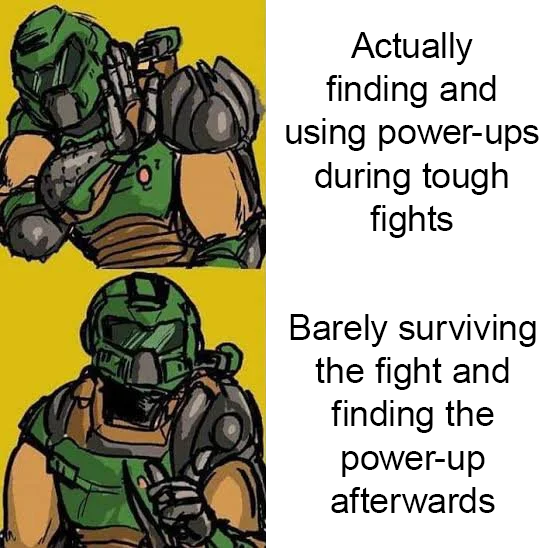 Actually
finding and
using power-ups
during tough
fights
Barely surviving
the fight and
finding the
power-up
afterwards